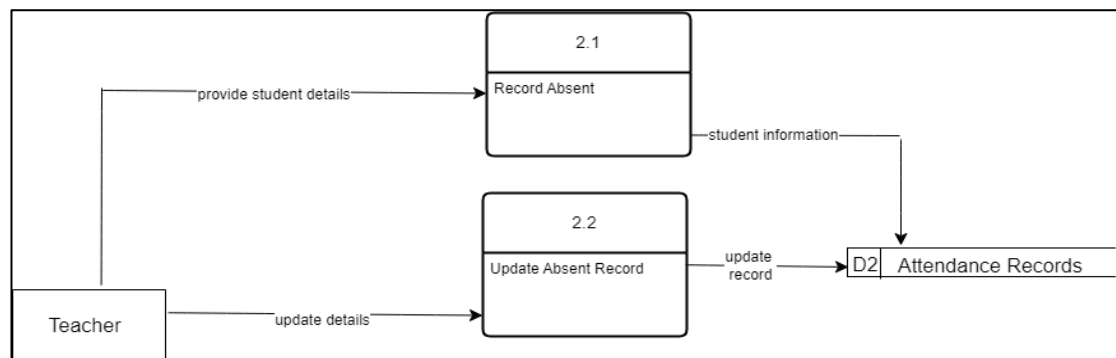 2.1
Record Absent
provide student details
student information
2.2
Update Absent Record
update
record
D2 Attendance Records
Teacher
update details